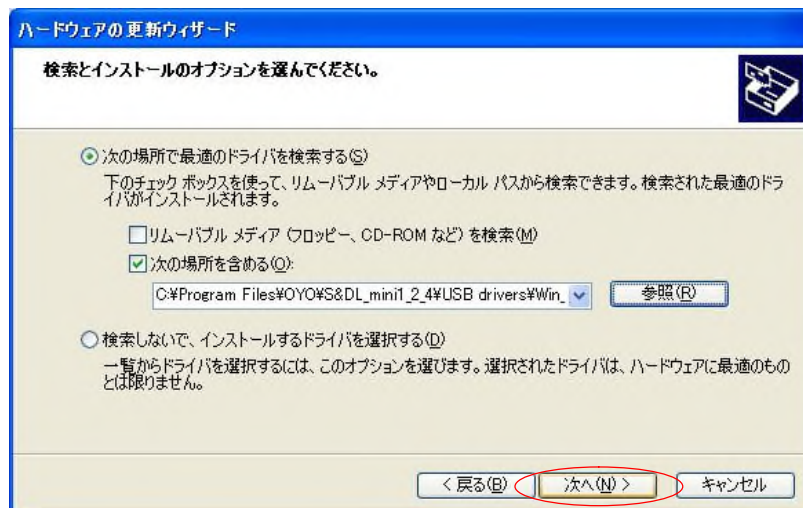 ハードウェアの更新ウィザード
検索とインストールのオプションを選んでください。
次の場所で最適のドライバを検索する(S)
下のチェック ボックスを使って、リムーバブル メディアやローカル パスから検索できます。検索された最適のドラ
イバがインストールされます。
リムーバブル メディア (フロッピー、CD-ROM など) を検索(M)
次の場所を含める(O):
C:¥Program Files¥OYO¥S&DL_mini1_2_4¥USB drivers¥Win_
参照(R)
検索しないで、インストールするドライバを選択する(D)
一覧からドライバを選択するには、このオプションを選びます。選択されたドライバは、ハードウェアに最適のもの
とは限りません。
< 戻る(B) 次へ(N) > キャンセル